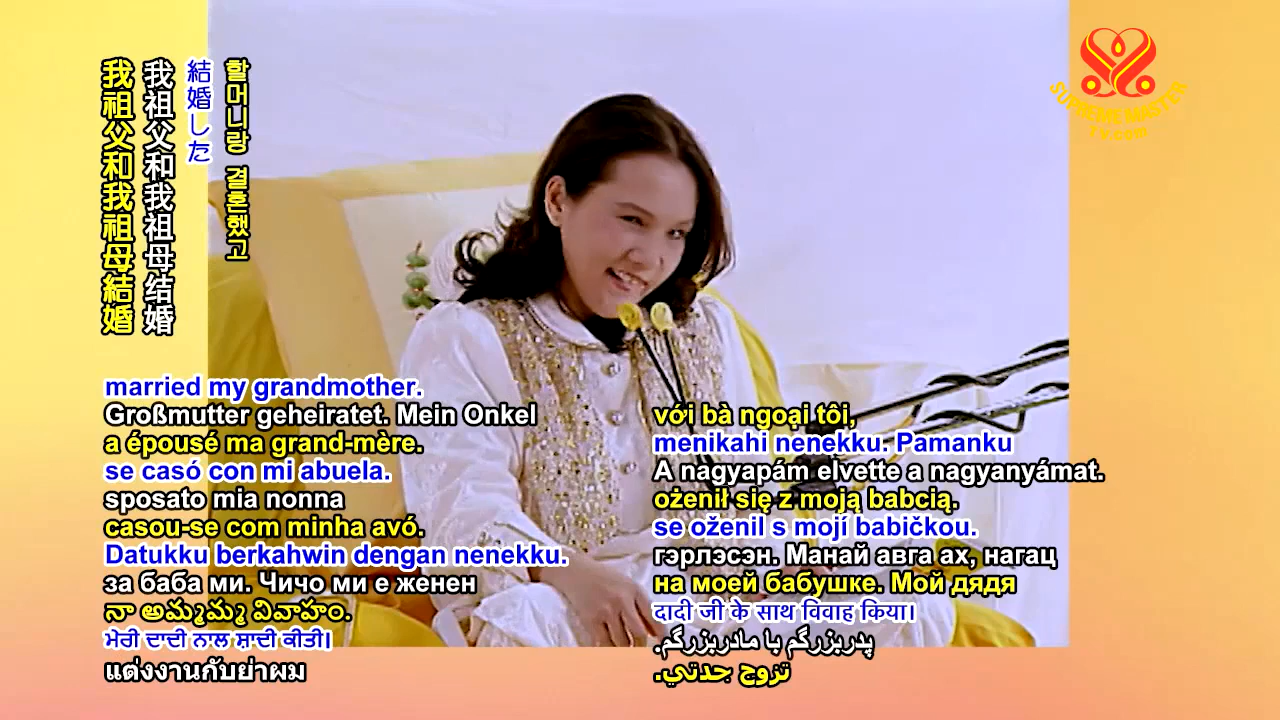 我祖父和我祖母結婚
我祖父和我祖母结婚
結婚した
할머니랑 결혼했고
SUPREME MASTER
TV.com
married my grandmother.
Großmutter geheiratet. Mein Onkel
a épousé ma grand-mère.
se casó con mi abuela.
sposato mia nonna
casou-se com minha avó.
Datukku berkahwin dengan nenekku.
за баба ми. Чичо ми е женен
నా అమ్మమ్మ వివాహం.
ਮੇਰੀ ਦਾਦੀ ਨਾਲ ਸ਼ਾਦੀ ਕੀਤੀ।
แต่งงานกับย่าผม
với bà ngoại tôi,
menikahi nenekku. Pamanku
A nagyapám elvette a nagyanyámat.
ożenił się z moją babcią.
se oženil s mojí babičkou.
гэрлэсэн. Манай авга ах, нагац
на моей бабушке. Мой дядя
दादी जी के साथ विवाह किया।
پدربزرگم با مادربزرگم.
تزوج جدتي.